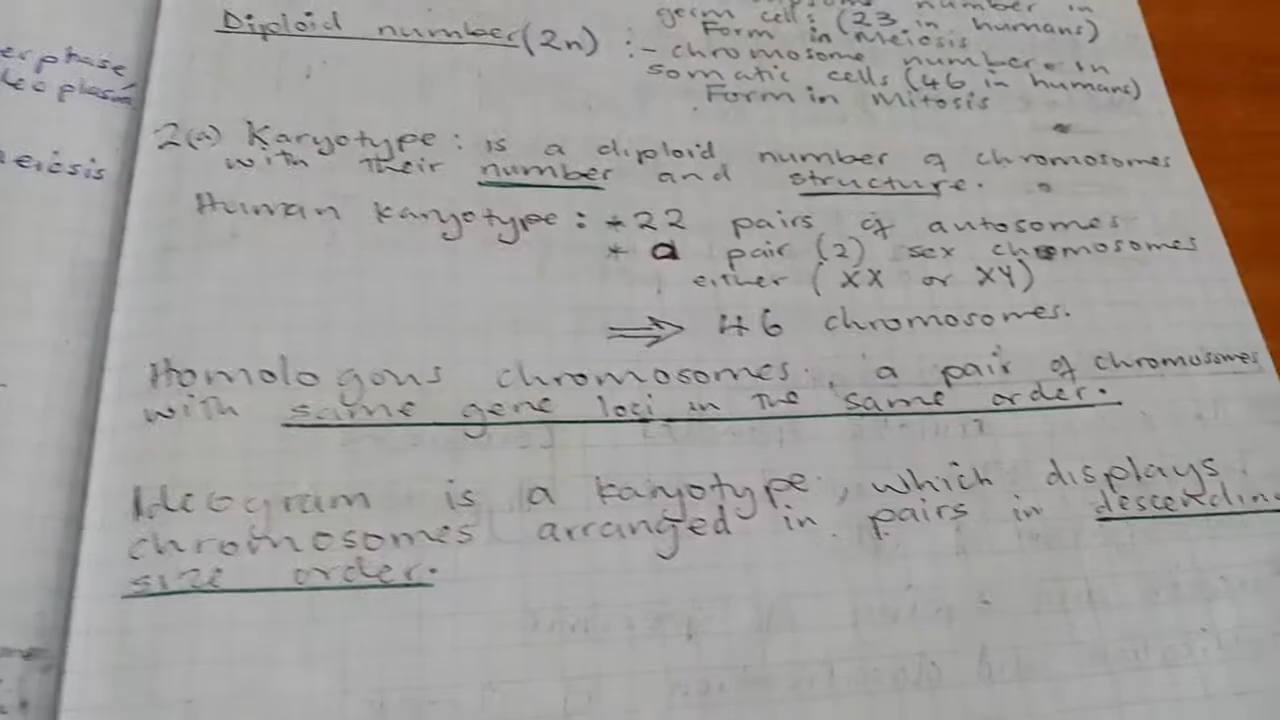 number in
germ cells (23 in humans)
Form in Meiosis
Diploid number (2n) :- chromosome number in
somatic cells (46 in humans)
Form in Mitosis
2(a) Karyotype : is a diploid number of chromosomes
with their number and structure.
Human Karyotype : * 22 pairs of autosomes
* a pair (2) sex chromosomes
either (XX or XY)
⇒ 46 chromosomes.
Homologous chromosomes: a pair of chromosomes
with same gene loci in the same order.
Ideogram is a karyotype, which displays
chromosomes arranged in pairs in descending
size order.
erphase
eiosis